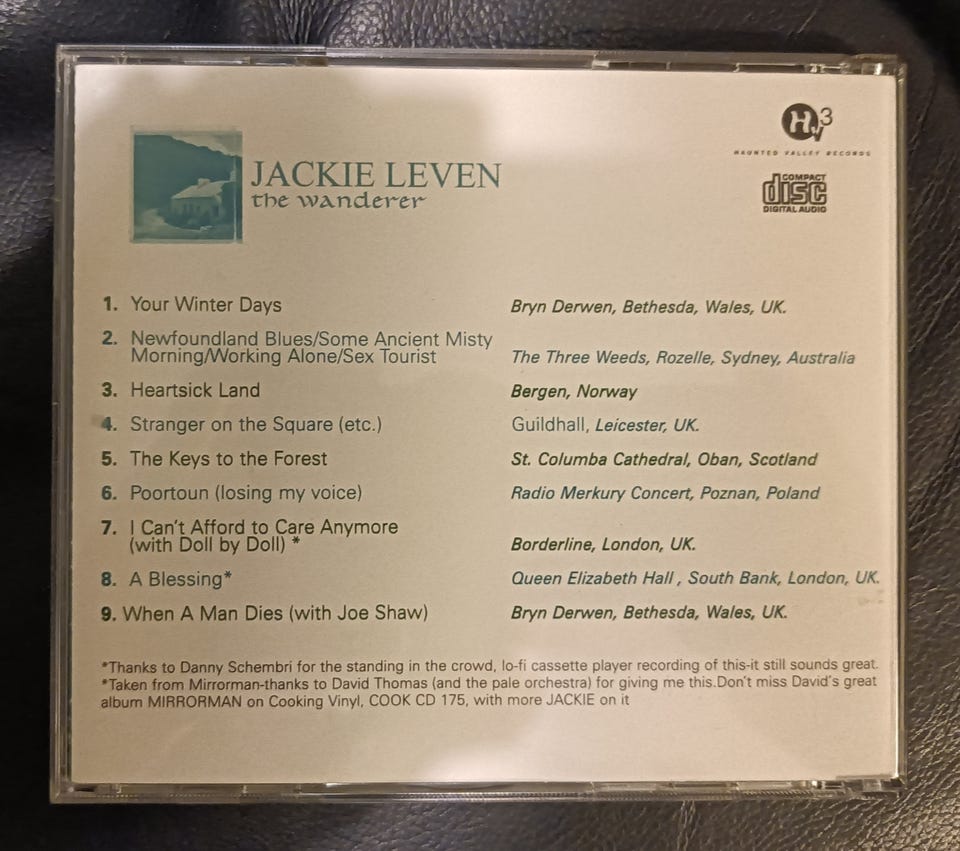 H 3
HAUNTED VALLEY RECORDS
COMPACT
disc
DIGITAL AUDIO
JACKIE LEVEN
the wanderer
1. Your Winter Days Bryn Derwen, Bethesda, Wales, UK.
2. Newfoundland Blues/Some Ancient Misty
Morning/Working Alone/Sex Tourist The Three Weeds, Rozelle, Sydney, Australia
3. Heartsick Land Bergen, Norway
4. Stranger on the Square (etc.) Guildhall, Leicester, UK.
5. The Keys to the Forest St. Columba Cathedral, Oban, Scotland
6. Poortoun (losing my voice) Radio Merkury Concert, Poznan, Poland
7. I Can't Afford to Care Anymore
(with Doll by Doll) * Borderline, London, UK.
8. A Blessing* Queen Elizabeth Hall , South Bank, London, UK.
9. When A Man Dies (with Joe Shaw) Bryn Derwen, Bethesda, Wales, UK.
*Thanks to Danny Schembri for the standing in the crowd, lo-fi cassette player recording of this-it still sounds great.
*Taken from Mirrorman-thanks to David Thomas (and the pale orchestra) for giving me this.Don't miss David's great
album MIRRORMAN on Cooking Vinyl, COOK CD 175, with more JACKIE on it